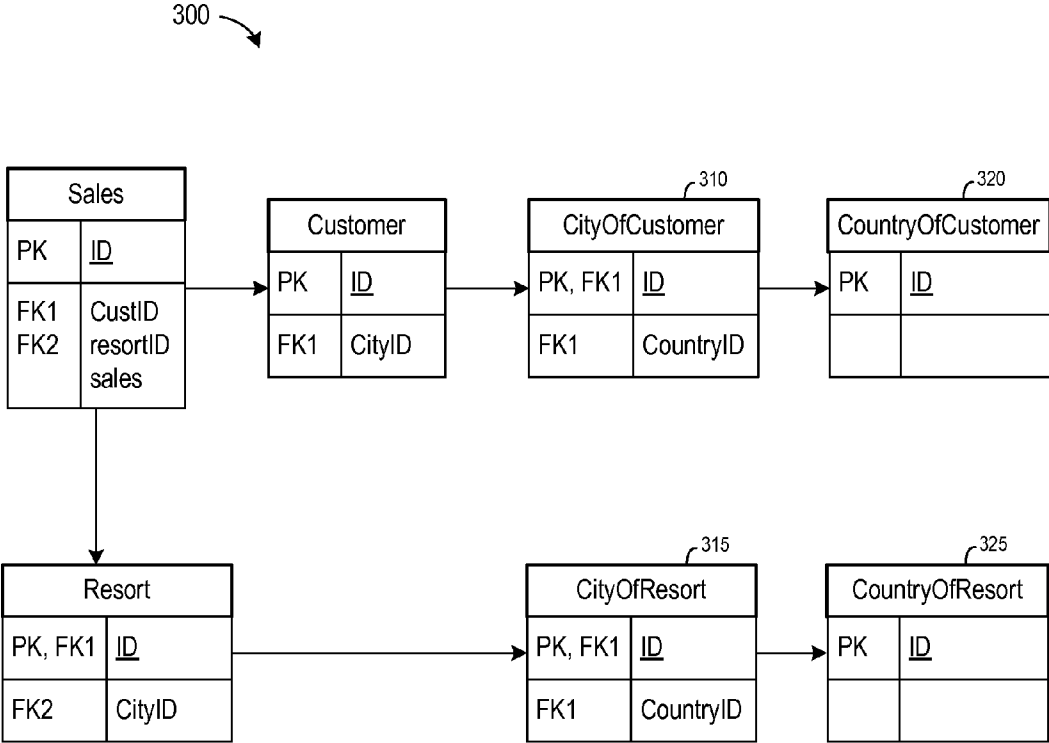 300
Sales
PK ID
FK1 CustID
FK2 resortID
sales
Customer
PK ID
FK1 CityID
310
CityOfCustomer
PK, FK1 ID
FK1 CountryID
320
CountryOfCustomer
PK ID
Resort
PK, FK1 ID
FK2 CityID
315
CityOfResort
PK, FK1 ID
FK1 CountryID
325
CountryOfResort
PK ID